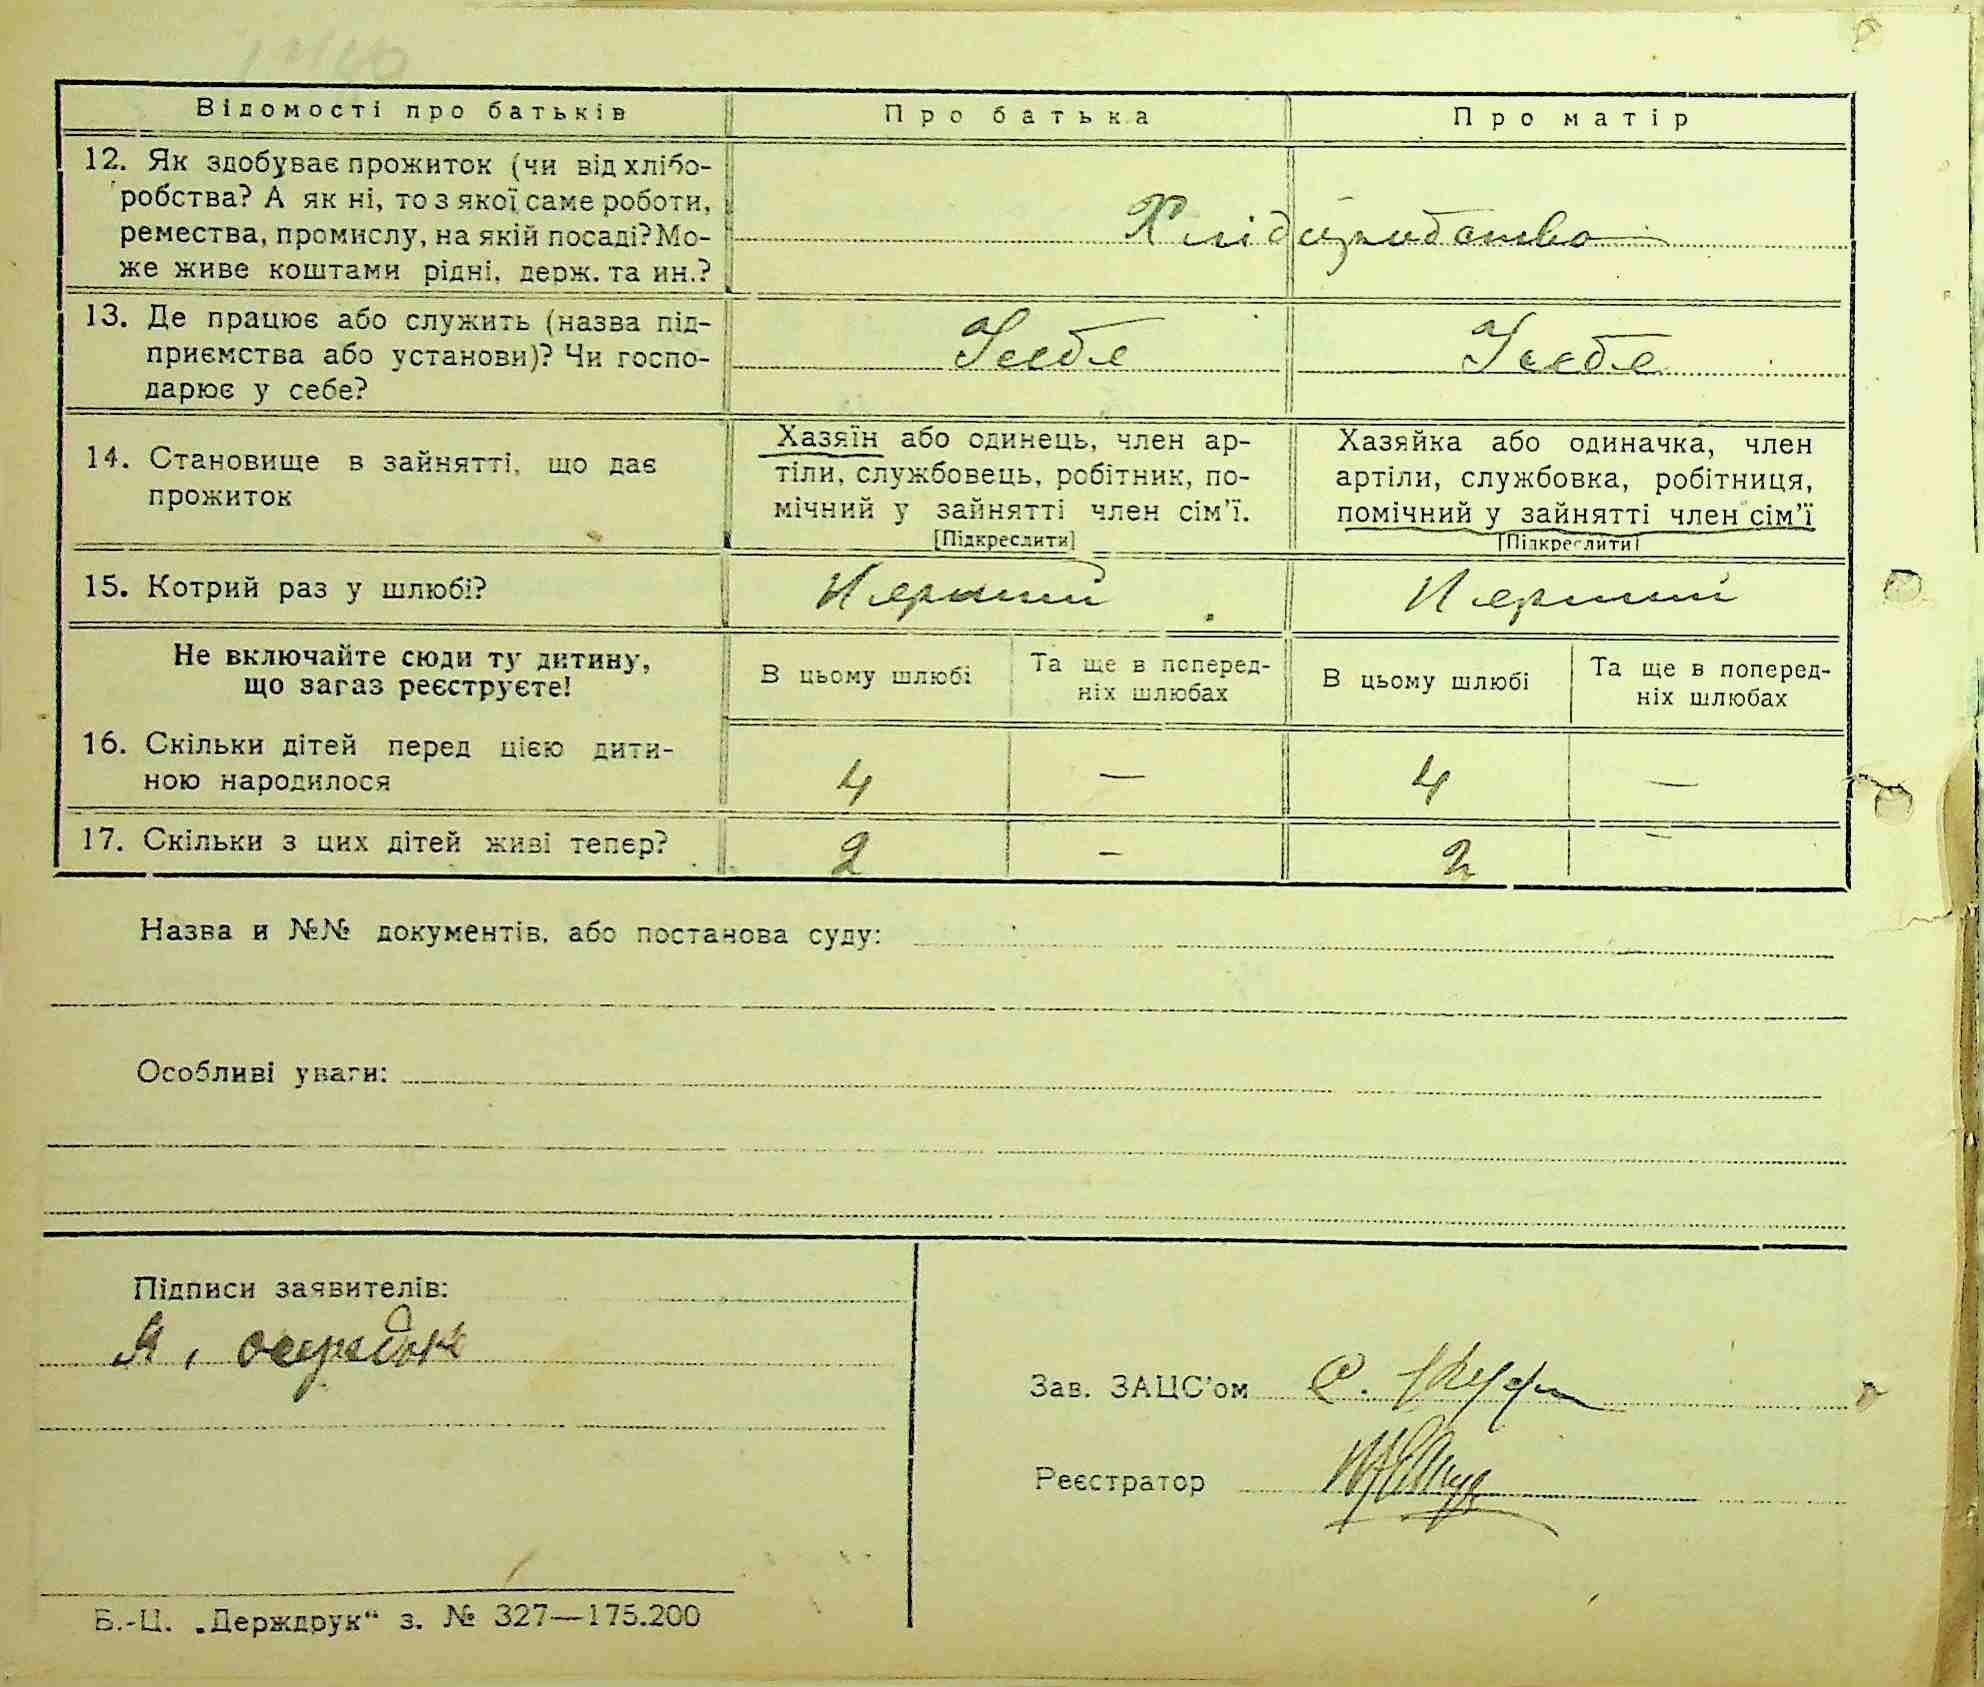 Відомості про батьків Про батька Про матір
12. Як здобуває прожиток (чи від хлібо-
робства? А як ні, то з якої саме роботи,
ремества, промислу, на якій посаді? Мо-
же живе коштами рідні, держ. та ин.?
Хлібороб
13. Де працює або служить (назва під-
приємства або установи)? Чи госпо-
дарює у себе?
У себе У себе
14. Становище в зайнятті, що дає
прожиток
Хазяїн або одинець, член ар-
тіли, службовець, робітник, по-
мічний у зайнятті член сім'ї.
[Підкреслити]
Хазяйка або одиначка, член
артіли, службовка, робітниця,
помічний у зайнятті член сім'ї
[Підкреслити]
15. Котрий раз у шлюбі? Перший Перший
Не включайте сюди ту дитину,
що зараз реєструєте!
В цьому шлюбі
Та ще в поперед-
ніх шлюбах
В цьому шлюбі
Та ще в поперед-
ніх шлюбах
16. Скільки дітей перед цією дити-
ною народилося
4 — 4 —
17. Скільки з цих дітей живі тепер? 2 – 2 –
Назва и №№ документів, або постанова суду:
Особливі уваги:
Підписи заявителів:
Зав. ЗАЦС'ом
Реєстратор
Б.-Ц. „Держдрук“ з. № 327—175.200